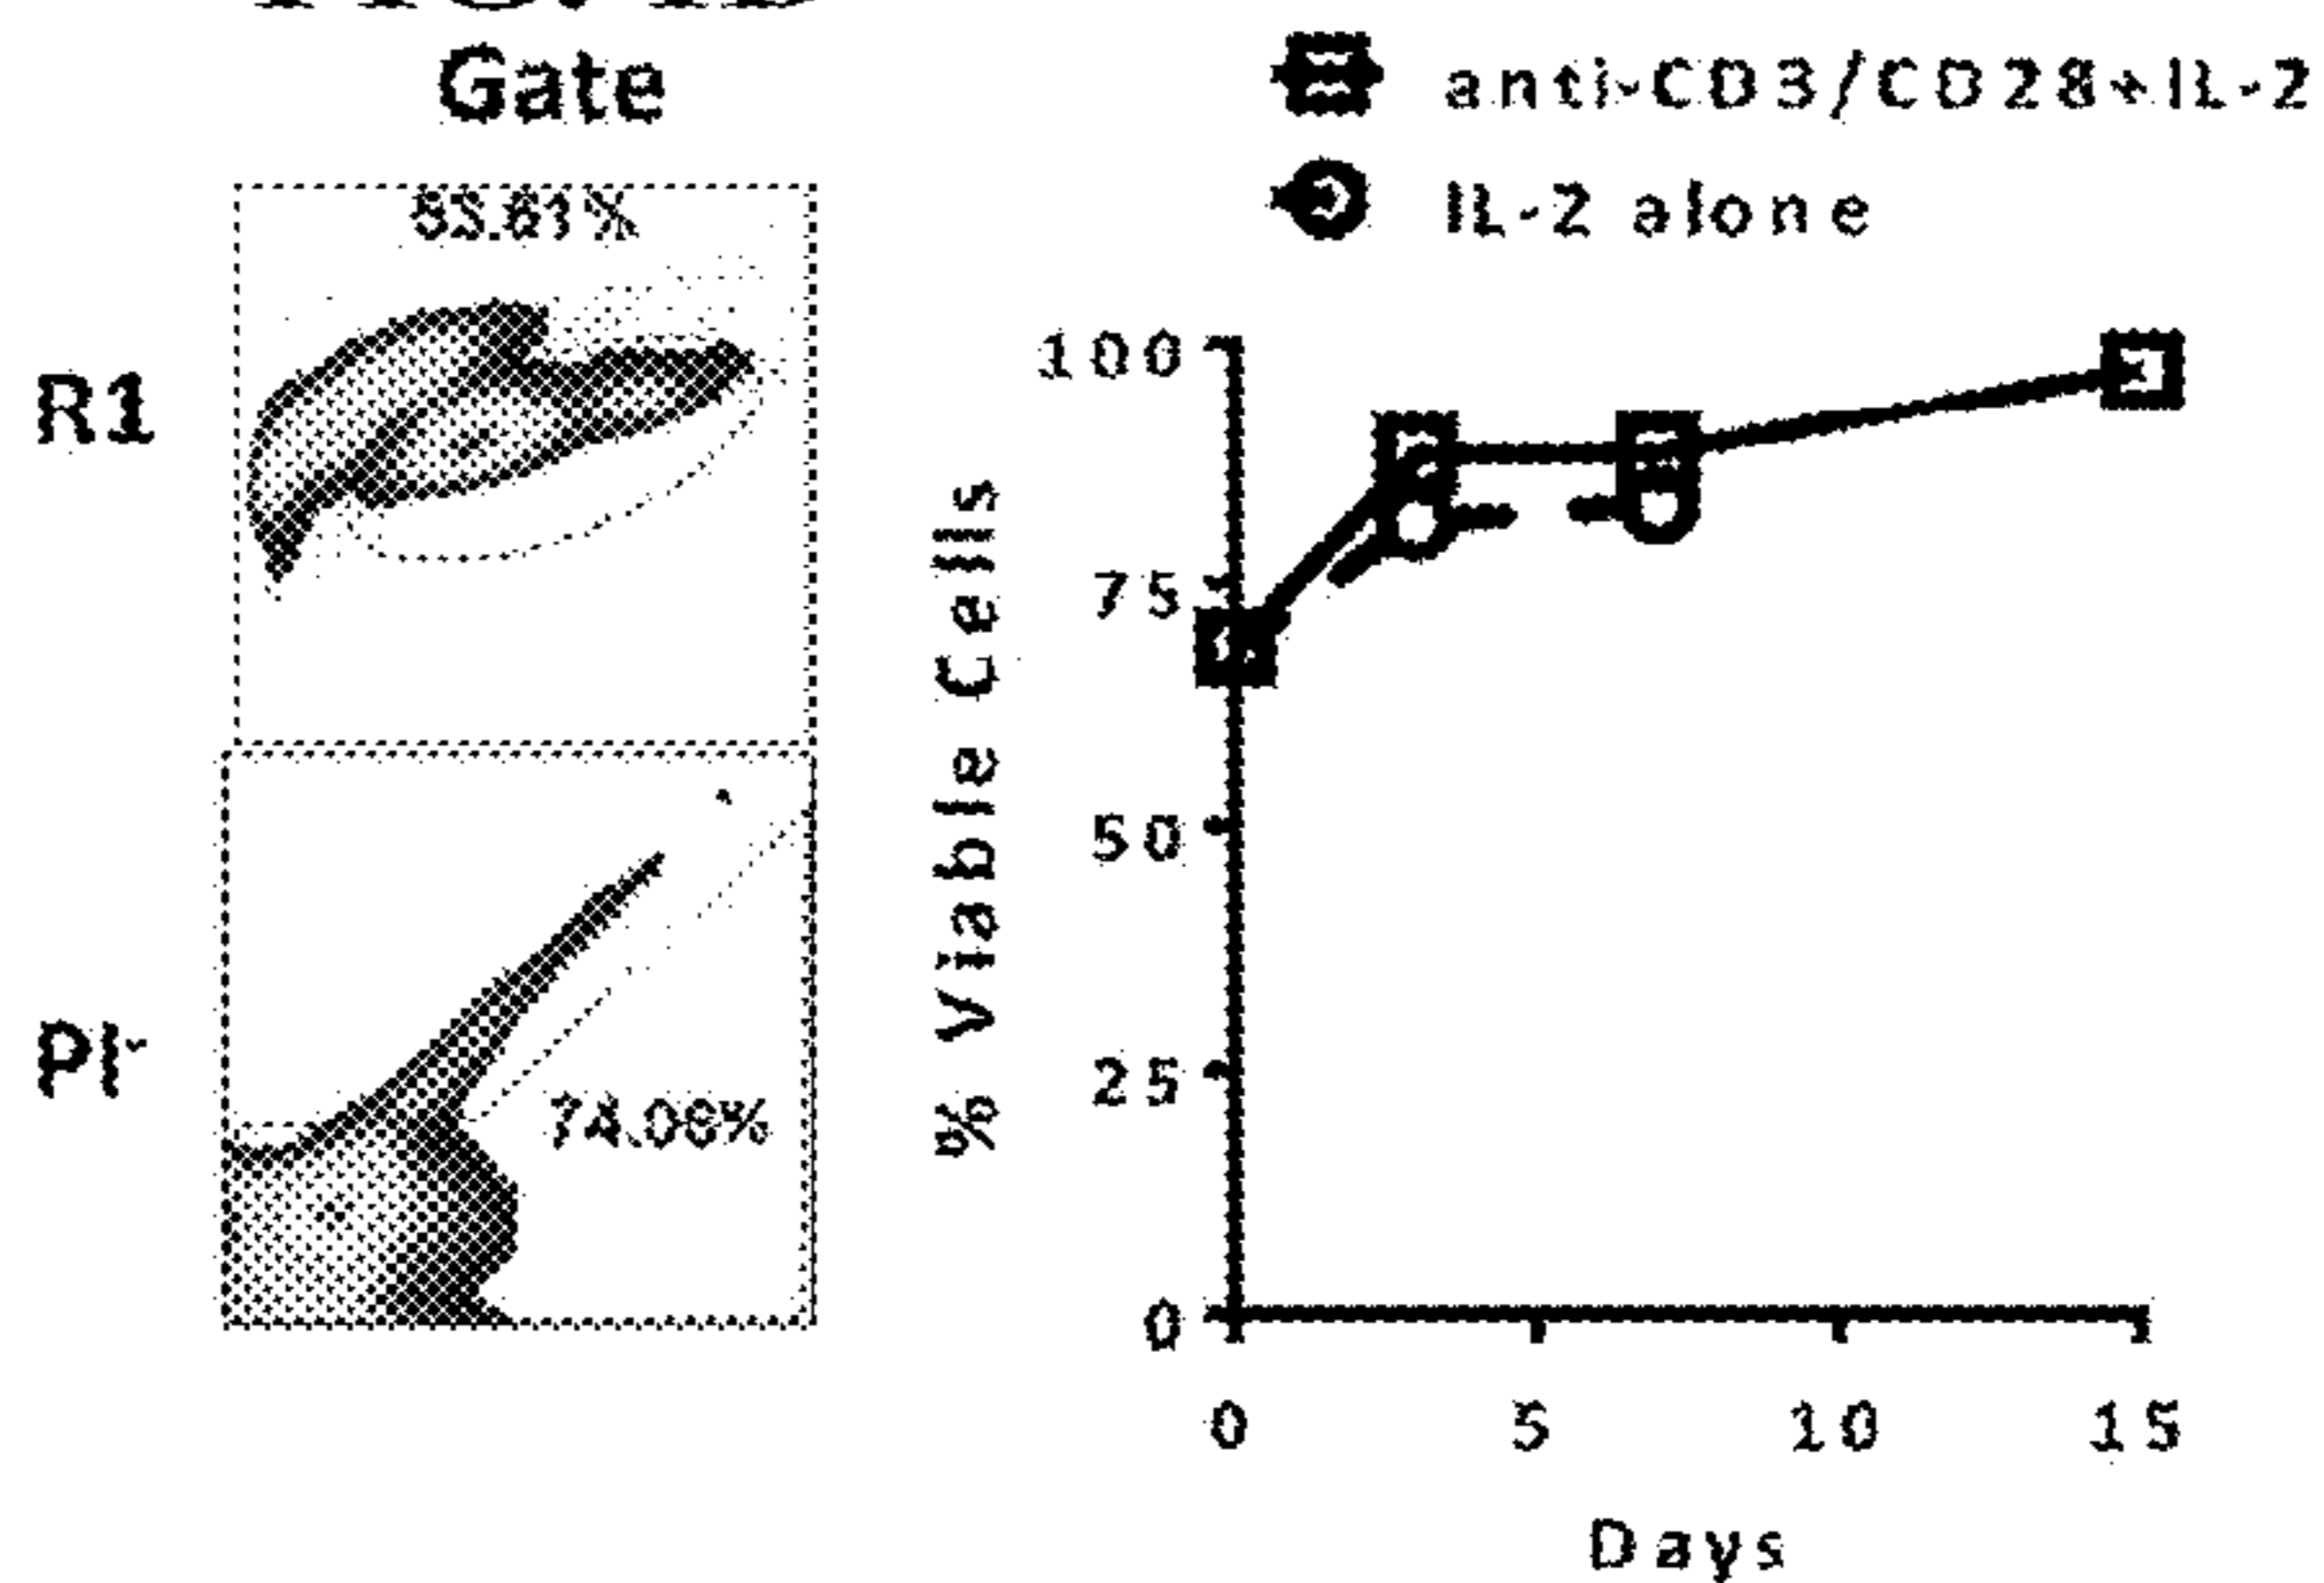 Gate
R1
PI-
74.06%
anti-CD3/CD28+IL-2
IL-2 alone
% Viable Cells
100
75
50
25
0
0 5 10 15
Days